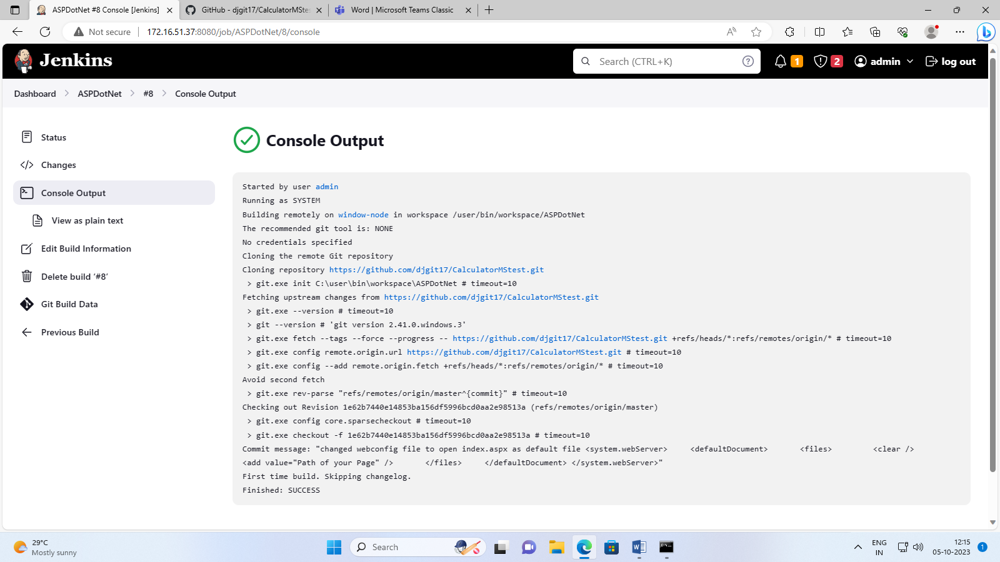 ASPDotNet #8 Console [Jenkins]
GitHub - djgit17/CalculatorMSte
Word | Microsoft Teams Classic
Not secure
172.16.51.37:8080/job/ASPDotNet/8/console
Jenkins
Search (CTRL+K)
1
2
admin
log out
Dashboard
ASPDotNet
#8
Console Output
Status
Changes
Console Output
View as plain text
Edit Build Information
Delete build ‘#8’
Git Build Data
Previous Build
Console Output
Started by user admin
Running as SYSTEM
Building remotely on window-node in workspace /user/bin/workspace/ASPDotNet
The recommended git tool is: NONE
No credentials specified
Cloning the remote Git repository
Cloning repository https://github.com/djgit17/CalculatorMStest.git
> git.exe init C:\user\bin\workspace\ASPDotNet # timeout=10
Fetching upstream changes from https://github.com/djgit17/CalculatorMStest.git
> git.exe --version # timeout=10
> git --version # 'git version 2.41.0.windows.3'
> git.exe fetch --tags --force --progress -- https://github.com/djgit17/CalculatorMStest.git +refs/heads/*:refs/remotes/origin/* # timeout=10
> git.exe config remote.origin.url https://github.com/djgit17/CalculatorMStest.git # timeout=10
> git.exe config --add remote.origin.fetch +refs/heads/*:refs/remotes/origin/* # timeout=10
Avoid second fetch
> git.exe rev-parse "refs/remotes/origin/master^{commit}" # timeout=10
Checking out Revision 1e62b7440e14853ba156df5996bcd0aa2e98513a (refs/remotes/origin/master)
> git.exe config core.sparsecheckout # timeout=10
> git.exe checkout -f 1e62b7440e14853ba156df5996bcd0aa2e98513a # timeout=10
Commit message: "changed webconfig file to open index.aspx as default file <system.webServer> <defaultDocument> <files> <clear />
<add value="Path of your Page" /> </files> </defaultDocument> </system.webServer>"
First time build. Skipping changelog.
Finished: SUCCESS
29°C
Mostly sunny
Search
ENG
IN
12:15
05-10-2023
1